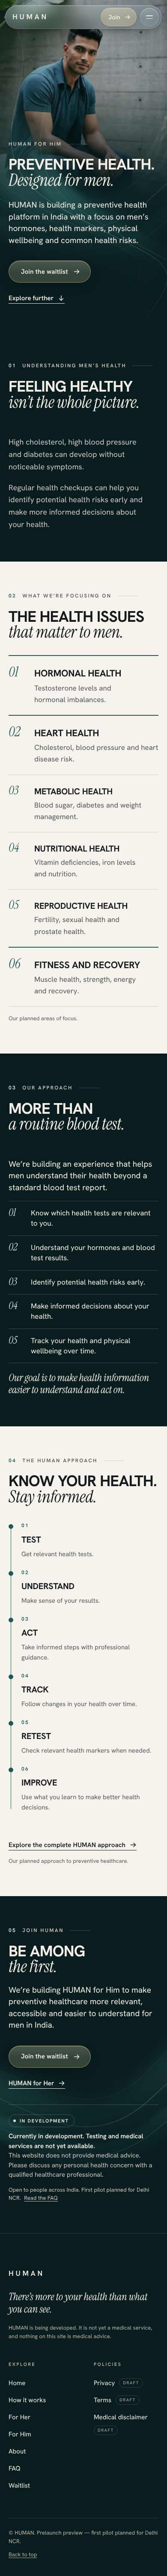 HUMAN
Join →
HUMAN FOR HIM
PREVENTIVE HEALTH.
Designed for men.
HUMAN is building a preventive health
platform in India with a focus on men's
hormones, health markers, physical
wellbeing and common health risks.
Join the waitlist →
Explore further ↓
01 UNDERSTANDING MEN'S HEALTH
FEELING HEALTHY
isn't the whole picture.
High cholesterol, high blood pressure
and diabetes can develop without
noticeable symptoms.
Regular health checkups can help you
identify potential health risks early and
make more informed decisions about
your health.
02 WHAT WE'RE FOCUSING ON
THE HEALTH ISSUES
that matter to men.
01 HORMONAL HEALTH
Testosterone levels and
hormonal imbalances.
02 HEART HEALTH
Cholesterol, blood pressure and heart
disease risk.
03 METABOLIC HEALTH
Blood sugar, diabetes and weight
management.
04 NUTRITIONAL HEALTH
Vitamin deficiencies, iron levels
and nutrition.
05 REPRODUCTIVE HEALTH
Fertility, sexual health and
prostate health.
06 FITNESS AND RECOVERY
Muscle health, strength, energy
and recovery.
Our planned areas of focus.
03 OUR APPROACH
MORE THAN
a routine blood test.
We're building an experience that helps
men understand their health beyond a
standard blood test report.
01 Know which health tests are relevant
to you.
02 Understand your hormones and blood
test results.
03 Identify potential health risks early.
04 Make informed decisions about your
health.
05 Track your health and physical
wellbeing over time.
Our goal is to make health information
easier to understand and act on.
04 THE HUMAN APPROACH
KNOW YOUR HEALTH.
Stay informed.
01
TEST
Get relevant health tests.
02
UNDERSTAND
Make sense of your results.
03
ACT
Take informed steps with professional
guidance.
04
TRACK
Follow changes in your health over time.
05
RETEST
Check relevant health markers when needed.
06
IMPROVE
Use what you learn to make better health
decisions.
Explore the complete HUMAN approach →
Our planned approach to preventive healthcare.
05 JOIN HUMAN
BE AMONG
the first.
We're building HUMAN for Him to make
preventive healthcare more relevant,
accessible and easier to understand for
men in India.
Join the waitlist →
HUMAN for Her →
IN DEVELOPMENT
Currently in development. Testing and medical
services are not yet available.
This website does not provide medical advice.
Please discuss any personal health concern with a
qualified healthcare professional.
Open to people across India. First pilot planned for Delhi
NCR. Read the FAQ
HUMAN
There's more to your health than what
you can see.
HUMAN is being developed. It is not yet a medical service,
and nothing on this site is medical advice.
EXPLORE
Home
How it works
For Her
For Him
About
FAQ
Waitlist
POLICIES
Privacy DRAFT
Terms DRAFT
Medical disclaimer
DRAFT
© HUMAN. Prelaunch preview — first pilot planned for Delhi
NCR.
Back to top